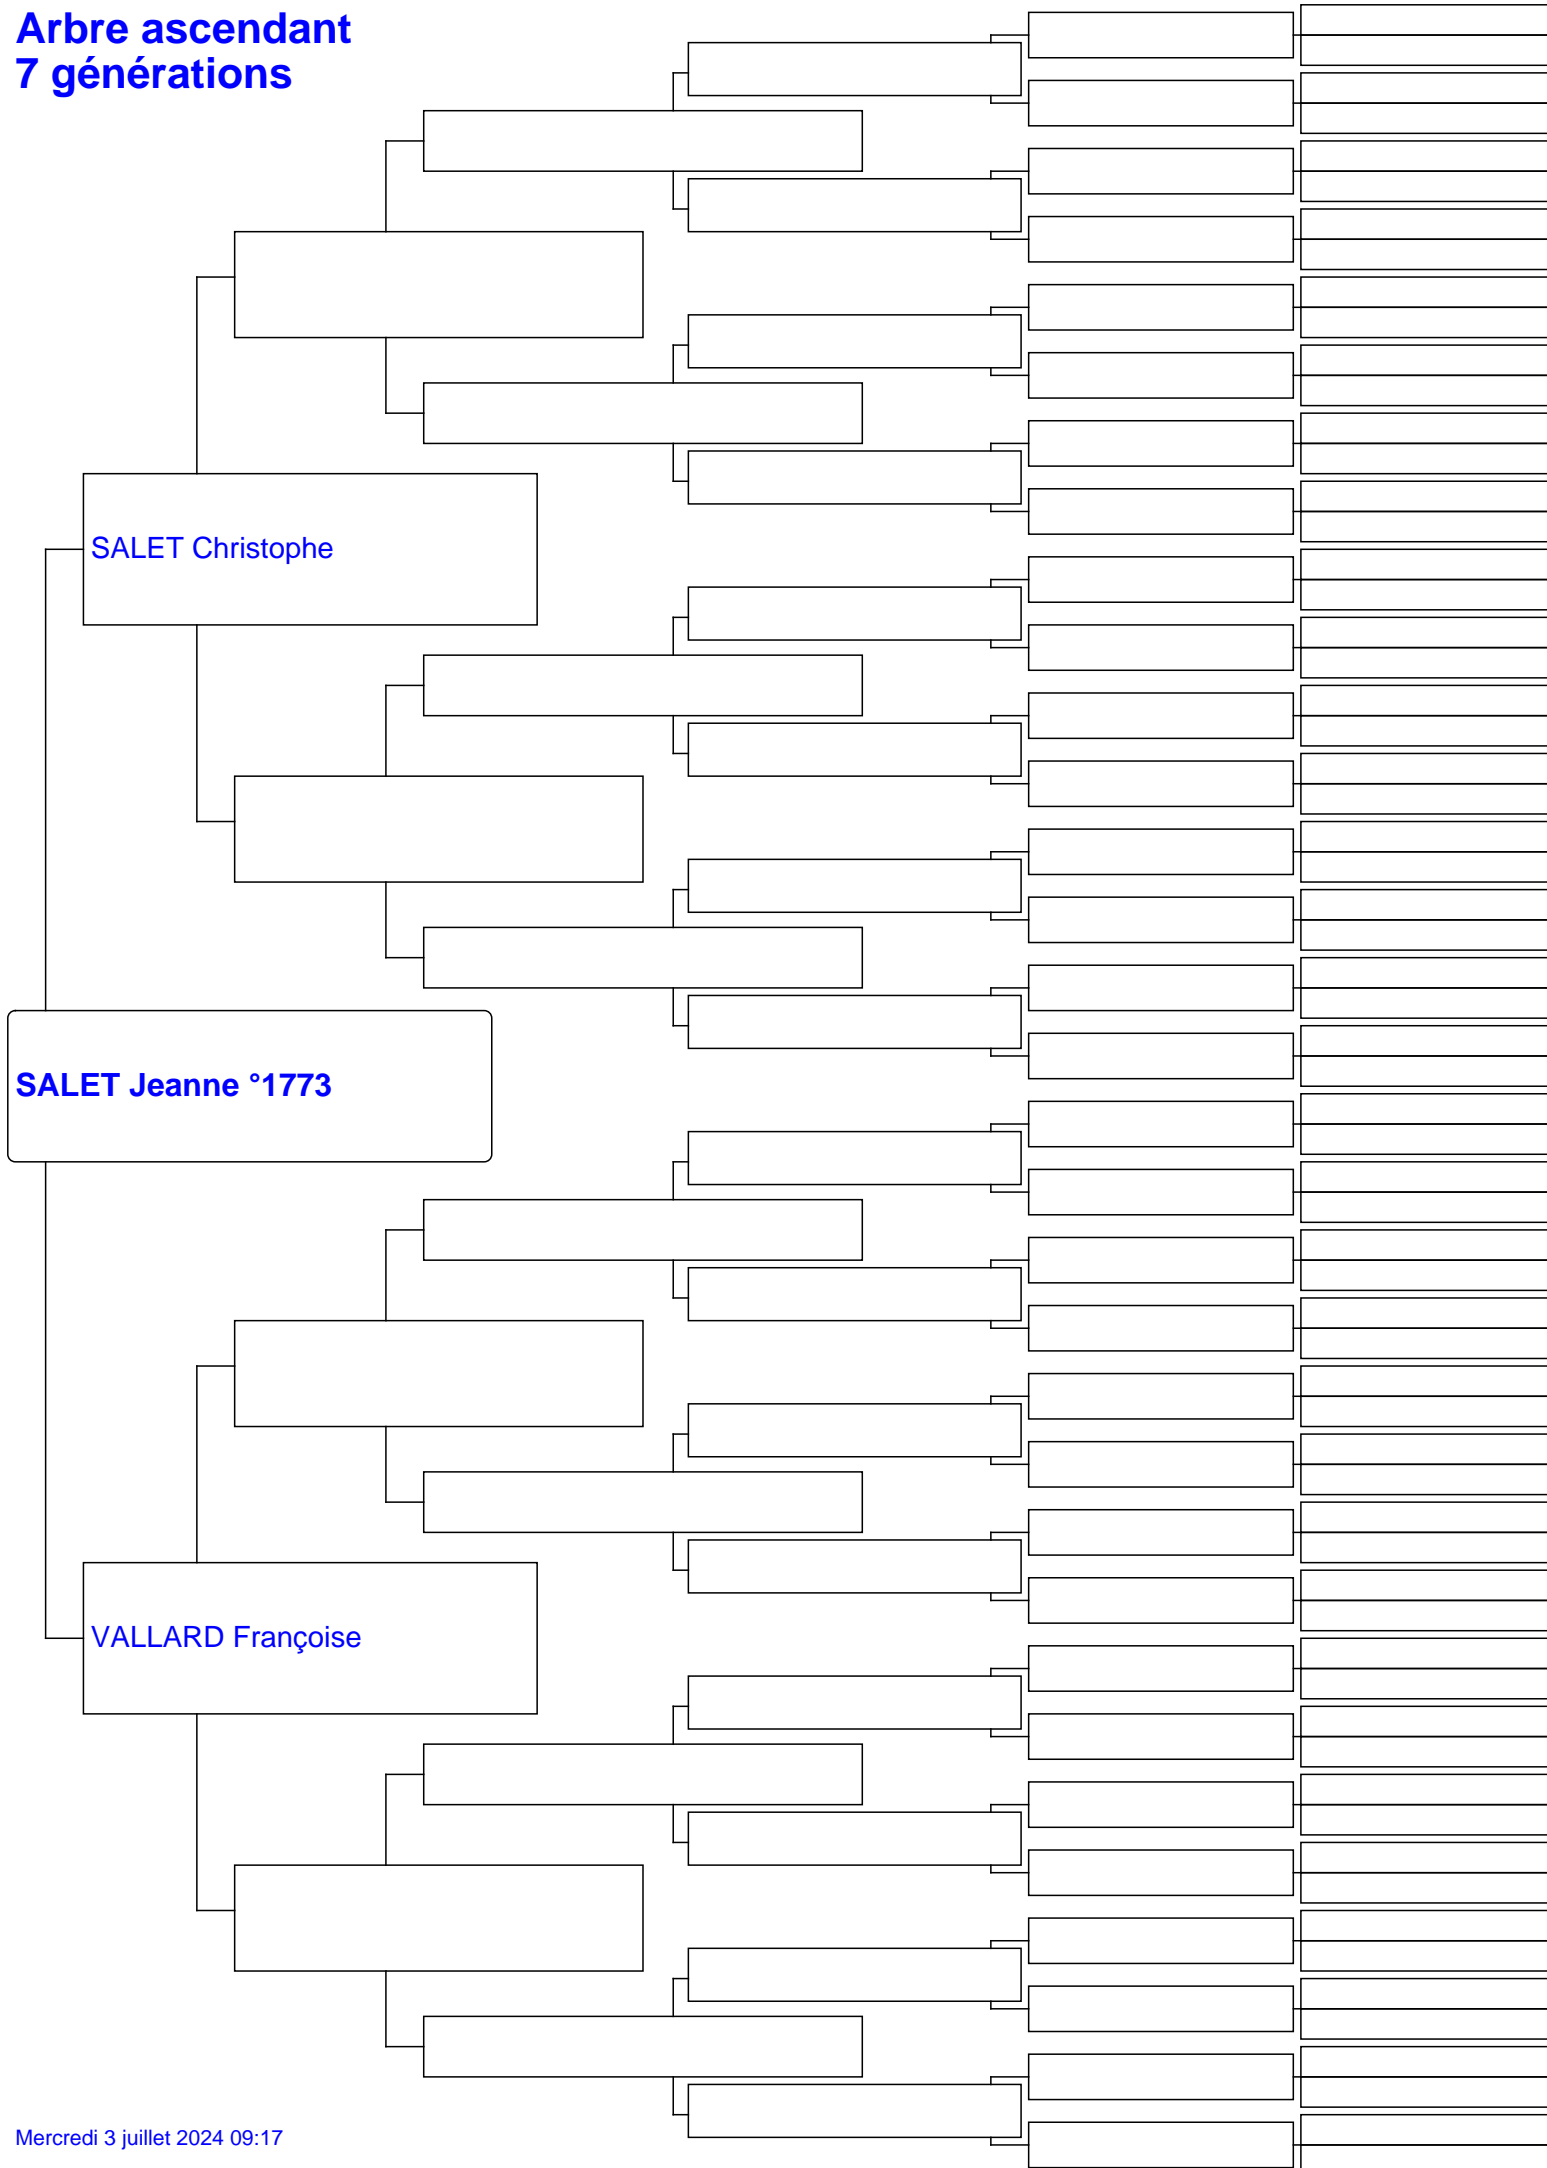 Arbre ascendant
7 générations
SALET Christophe
SALET Jeanne °1773
VALLARD Françoise
Mercredi 3 juillet 2024 09:17